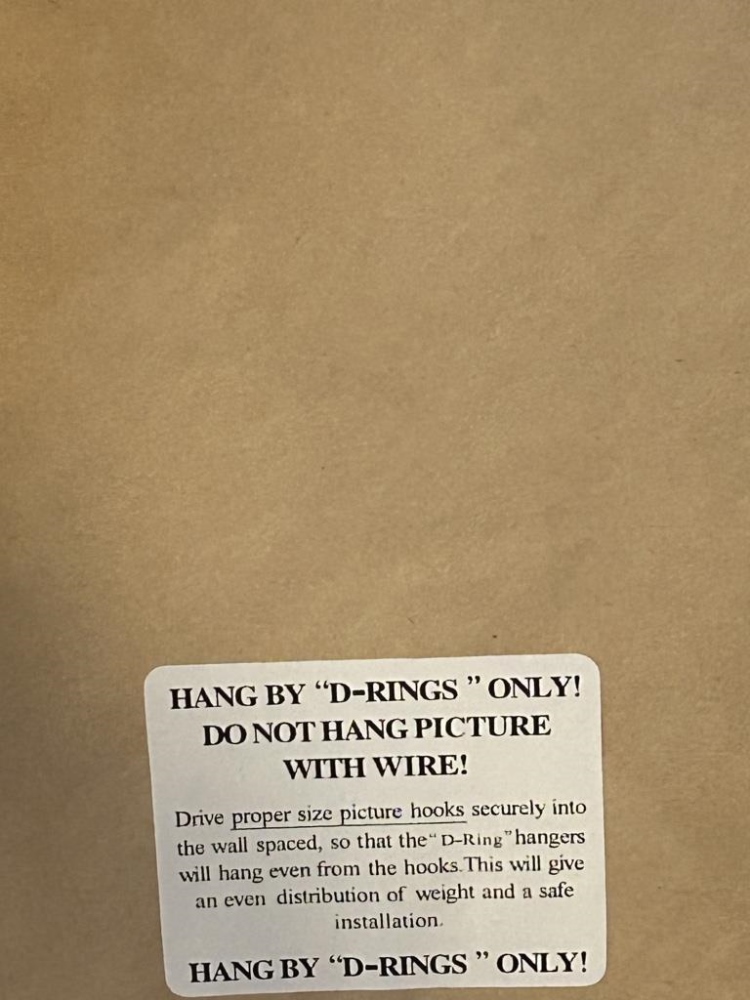 HANG BY “D-RINGS ” ONLY!
DO NOT HANG PICTURE
WITH WIRE!
Drive proper size picture hooks securely into
the wall spaced, so that the “ D-Ring” hangers
will hang even from the hooks.This will give
an even distribution of weight and a safe
installation.
HANG BY “D-RINGS ” ONLY!